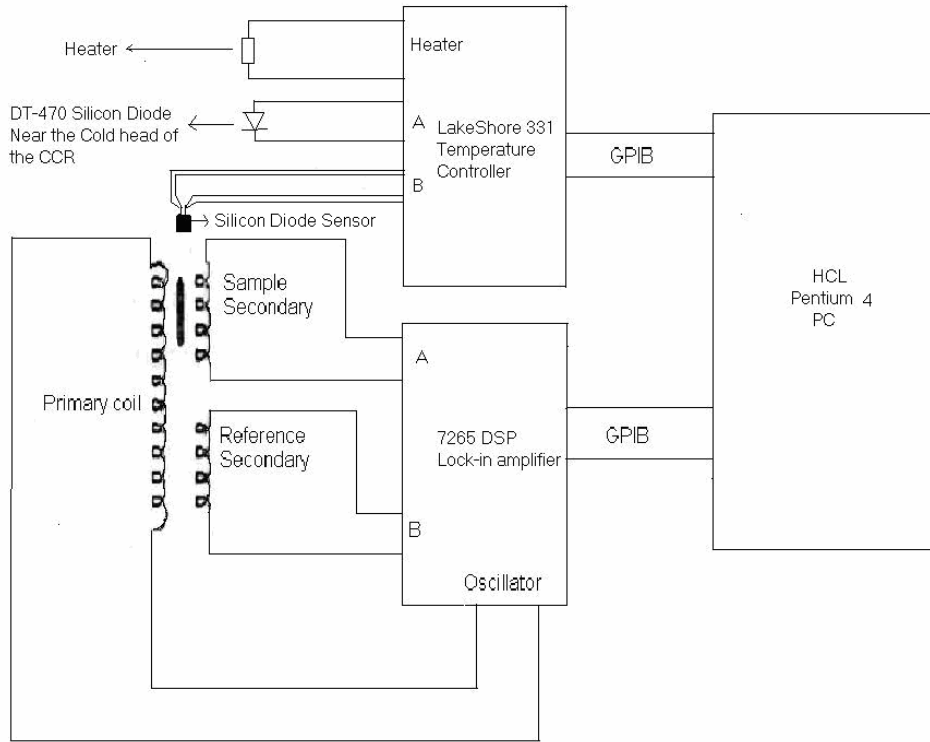 Heater
Heater
DT-470 Silicon Diode
Near the Cold head of
the CCR
A
LakeShore 331
Temperature
Controller
B
GPIB
Silicon Diode Sensor
HCL
Pentium 4
PC
Sample
Secondary
A
Primary coil
Reference
Secondary
7265 DSP
Lock-in amplifier
GPIB
B
Oscillator